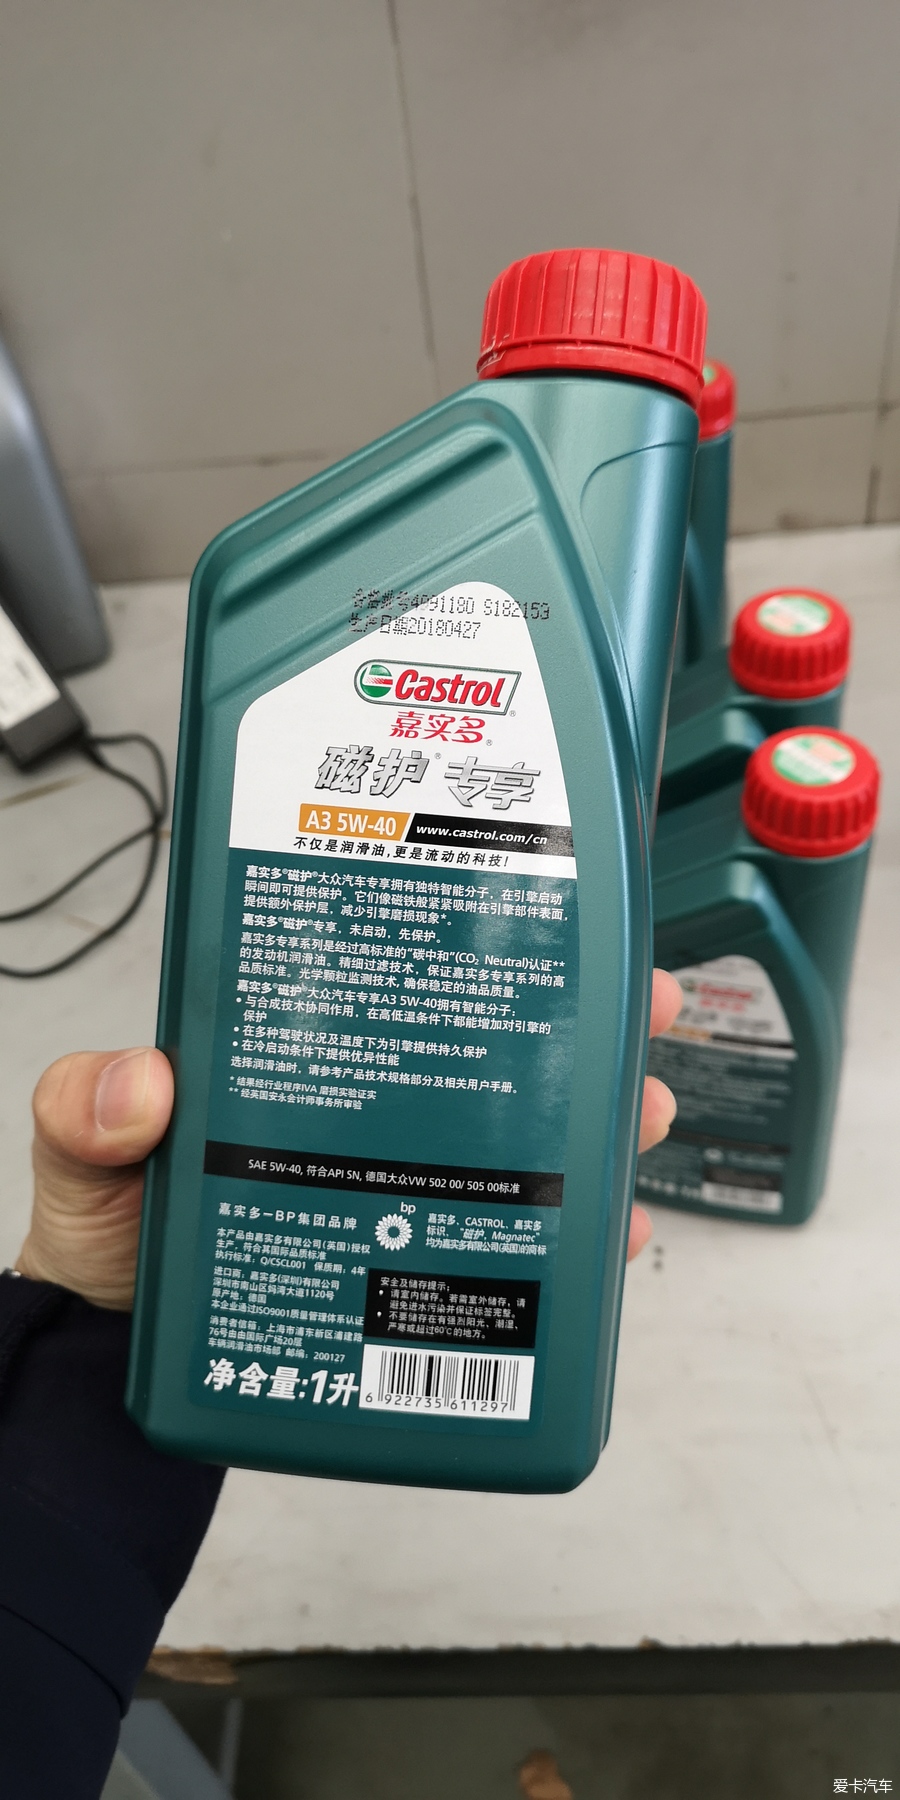 合格批号4091180 S182153
生产日期20180427
Castrol
嘉实多®
磁护® 专享
A3 5W-40 www.castrol.com/cn
不仅是润滑油,更是流动的科技!
嘉实多®磁护®大众汽车专享拥有独特智能分子，在引擎启动
瞬间即可提供保护。它们像磁铁般紧紧吸附在引擎部件表面,
提供额外保护层，减少引擎磨损现象*。
嘉实多®磁护®专享，未启动，先保护。
嘉实多专享系列是经过高标准的“碳中和”(CO₂ Neutral)认证**
的发动机润滑油。精细过滤技术，保证嘉实多专享系列的高
品质标准。光学颗粒监测技术, 确保稳定的油品质量。
嘉实多®磁护®大众汽车专享A3 5W-40拥有智能分子:
• 与合成技术协同作用，在高低温条件下都能增加对引擎的
保护
• 在多种驾驶状况及温度下为引擎提供持久保护
• 在冷启动条件下提供优异性能
选择润滑油时，请参考产品技术规格部分及相关用户手册。
* 结果经行业程序IVA 磨损实验证实
** 经英国安永会计师事务所审验
SAE 5W-40, 符合API SN, 德国大众VW 502 00/ 505 00标准
嘉实多－BP集团品牌
bp
嘉实多、CASTROL、嘉实多
标识、“磁护, Magnatec”
均为嘉实多有限公司(英国)的商标
本产品由嘉实多有限公司(英国)授权
生产，符合其国际品质标准
执行标准：Q/CSCL001 保质期：4年
进口商：嘉实多(深圳)有限公司
深圳市南山区妈湾大道1120号
原产地：德国
本企业通过ISO9001质量管理体系认证
消费者信箱：上海市浦东新区浦建路
76号由由国际广场20层
车辆润滑油市场部 邮编：200127
安全及储存提示:
• 请室内储存。若需室外储存，请
避免进水污染并保证标签完整。
• 不要储存在有强烈阳光、潮湿、
严寒或超过60℃的地方。
净含量:1升
6 922735 611297
Castrol
爱卡汽车